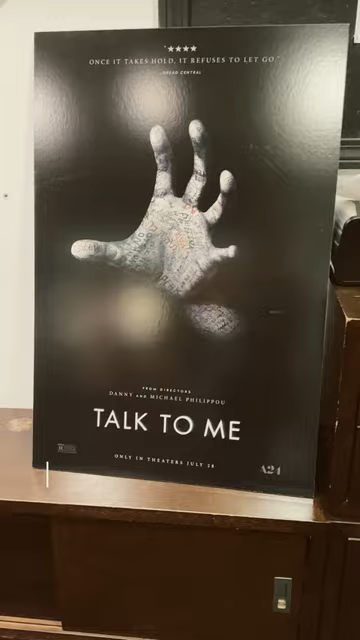 ★★★★
"ONCE IT TAKES HOLD, IT REFUSES TO LET GO."
DREAD CENTRAL
FROM DIRECTORS
DANNY AND MICHAEL PHILIPPOU
TALK TO ME
ONLY IN THEATERS JULY 28
A24